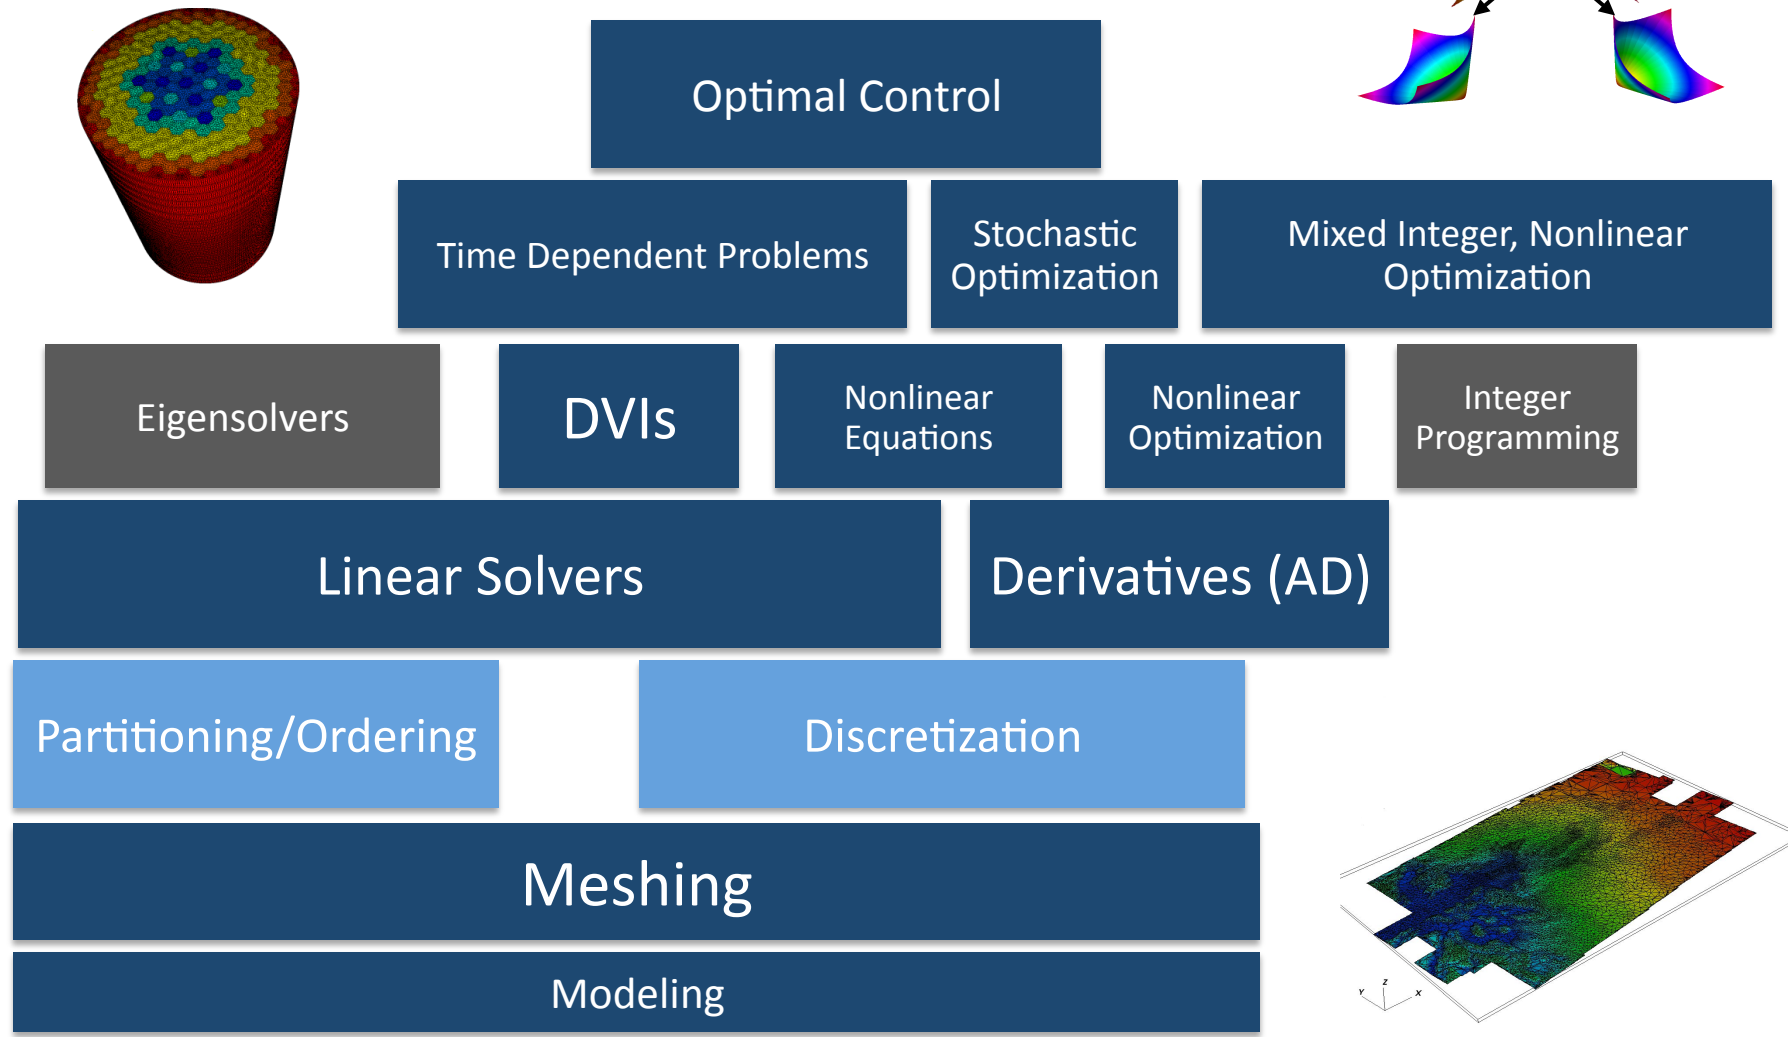 Optimal Control
Time Dependent Problems
Stochastic
Optimization
Mixed Integer, Nonlinear
Optimization
Eigensolvers
DVIs
Nonlinear
Equations
Nonlinear
Optimization
Integer
Programming
Linear Solvers
Derivatives (AD)
Partitioning/Ordering
Discretization
Meshing
Modeling
Y
Z
X